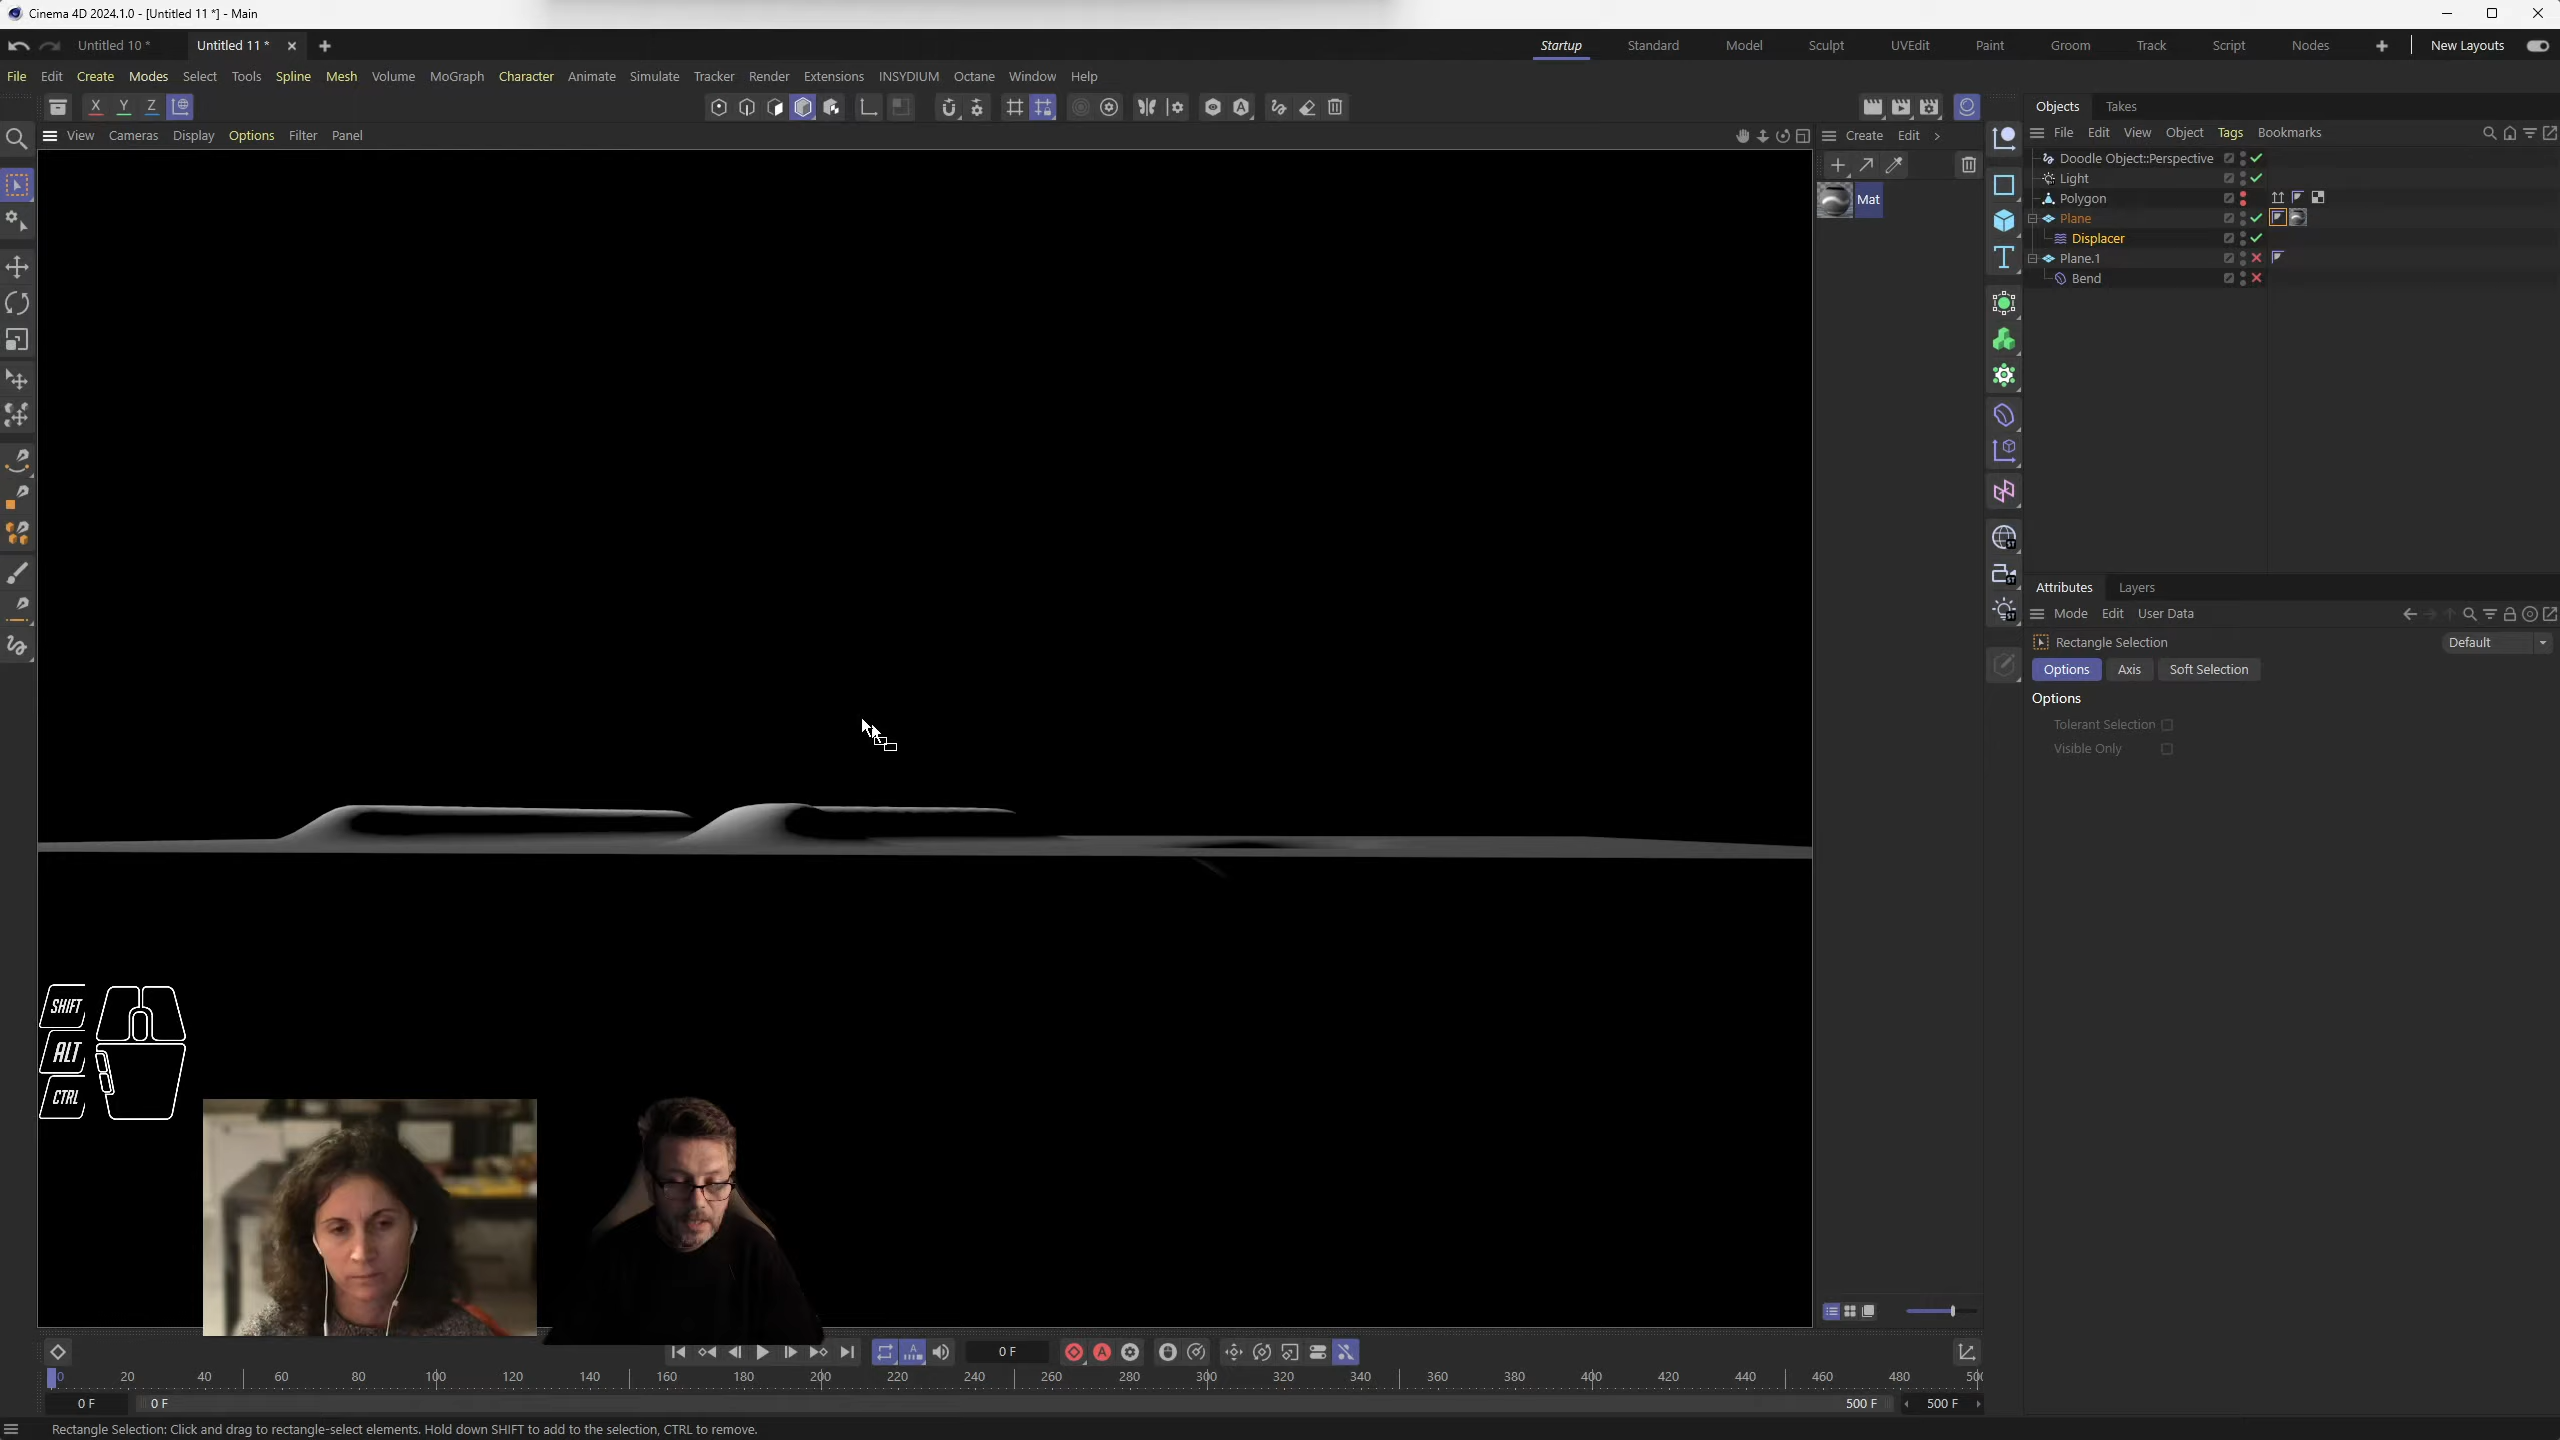 Cinema 4D 2024.1.0 - [Untitled 11 *] - Main
Untitled 10 * Untitled 11 * Startup Standard Model Sculpt UVEdit Paint Groom Track Script Nodes New Layouts
File Edit Create Modes Select Tools Spline Mesh Volume MoGraph Character Animate Simulate Tracker Render Extensions INSYDIUM Octane Window Help
X Y Z
View Cameras Display Options Filter Panel
Create Edit
Mat
Objects Takes
File Edit View Object Tags Bookmarks
Doodle Object::Perspective
Light
Polygon
Plane
Displacer
Plane.1
Bend
Attributes Layers
Mode Edit User Data
Rectangle Selection Default
Options Axis Soft Selection
Options
Tolerant Selection
Visible Only
SHIFT
ALT
CTRL
0 F
0 20 40 60 80 100 120 140 160 180 200 220 240 260 280 300 320 340 360 380 400 420 440 460 480
0 F 0 F 500 F 500 F
Rectangle Selection: Click and drag to rectangle-select elements. Hold down SHIFT to add to the selection, CTRL to remove.